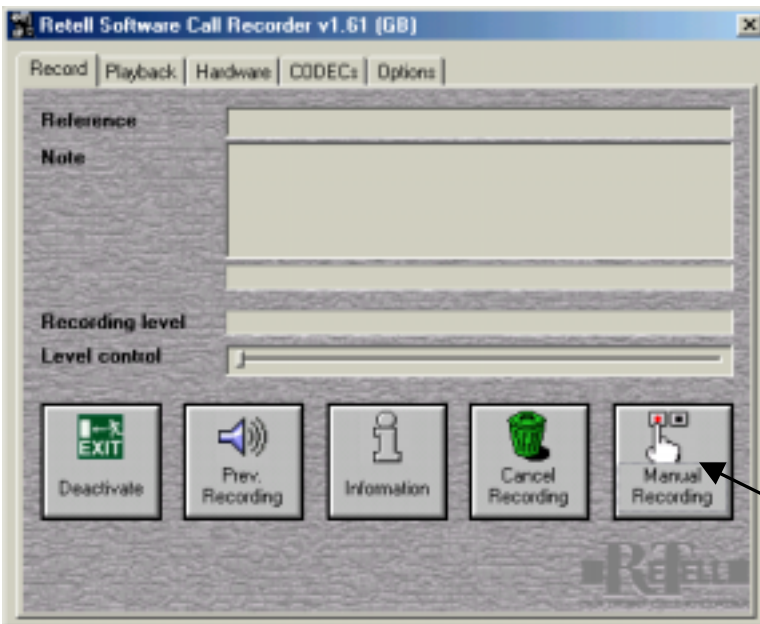 Retell Software Call Recorder v1.61 (GB)
Record Playback Hardware CODECs Options
Reference
Note
Recording level
Level control
EXIT
Deactivate
Prev.
Recording
Information
Cancel
Recording
Manual
Recording
RETELL